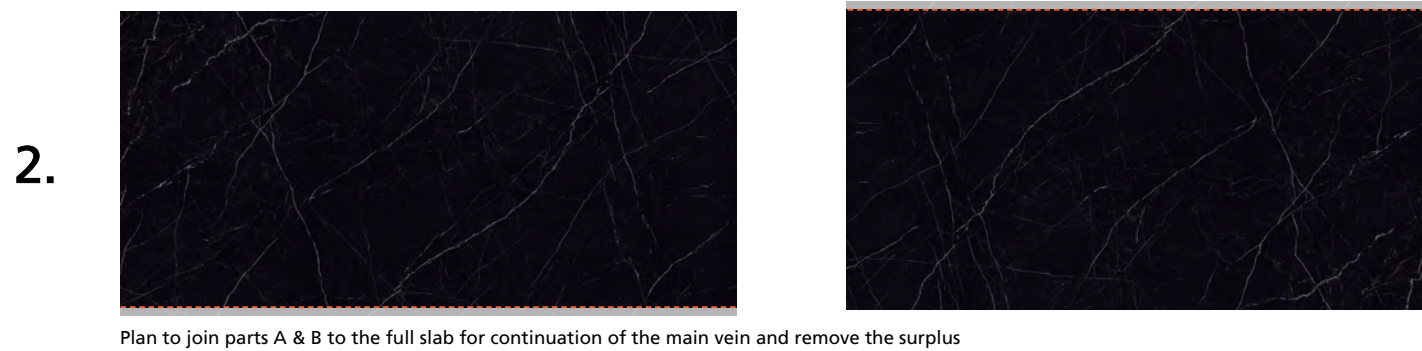 2.
Plan to join parts A & B to the full slab for continuation of the main vein and remove the surplus